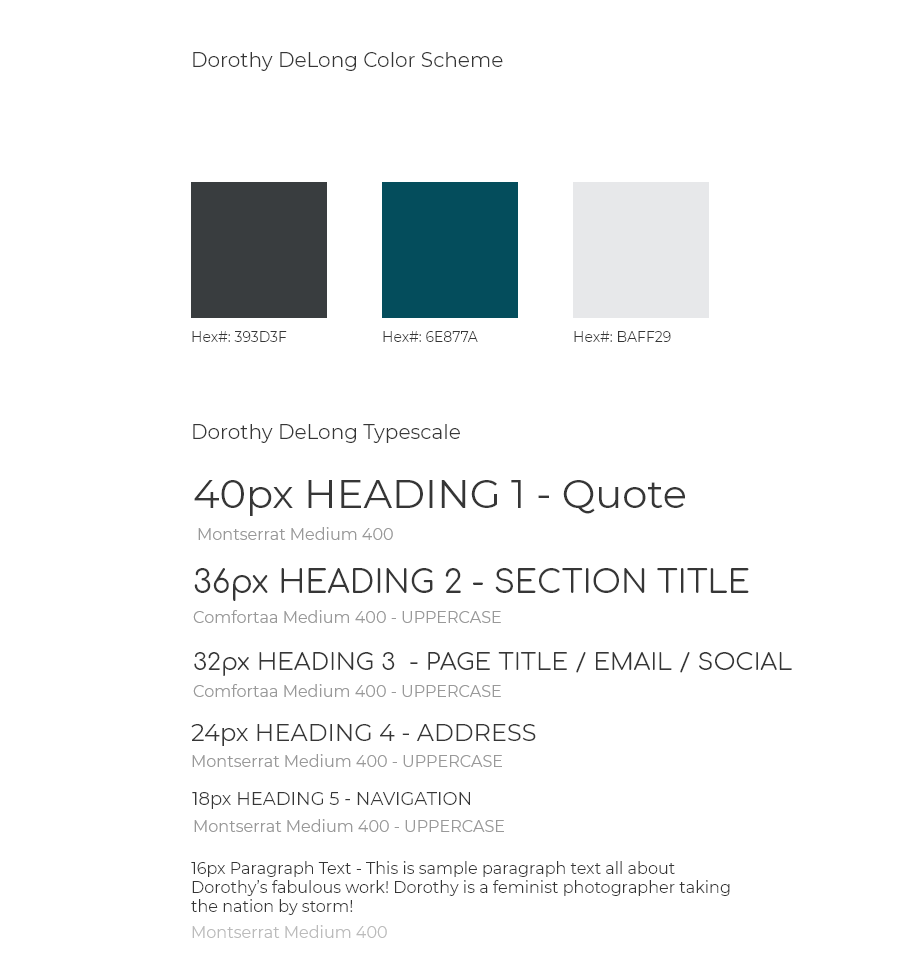 Dorothy DeLong Color Scheme
Hex#: 393D3F
Hex#: 6E877A
Hex#: BAFF29
Dorothy DeLong Typescale
40px HEADING 1 - Quote
Montserrat Medium 400
36px HEADING 2 - SECTION TITLE
Comfortaa Medium 400 - UPPERCASE
32px HEADING 3 - PAGE TITLE / EMAIL / SOCIAL
Comfortaa Medium 400 - UPPERCASE
24px HEADING 4 - ADDRESS
Montserrat Medium 400 - UPPERCASE
18px HEADING 5 - NAVIGATION
Montserrat Medium 400 - UPPERCASE
16px Paragraph Text - This is sample paragraph text all about
Dorothy’s fabulous work! Dorothy is a feminist photographer taking
the nation by storm!
Montserrat Medium 400